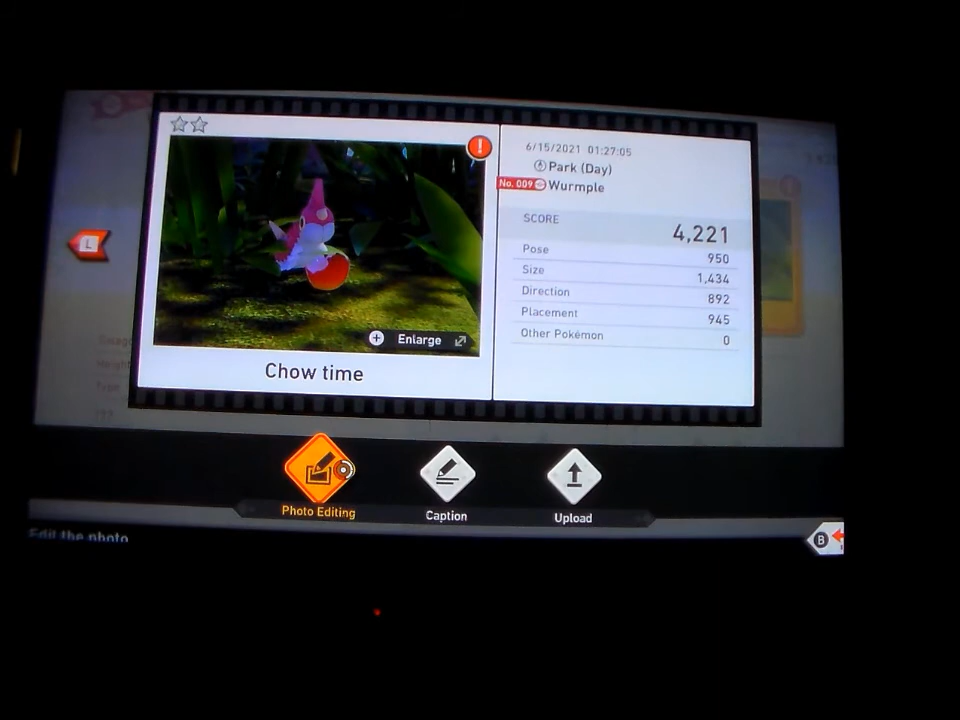 6/15/2021 01:27:05
Park (Day)
No. 009 Wurmple
SCORE
4,221
Pose 950
Size 1,434
Direction 892
Placement 945
Other Pokémon 0
L
!
+ Enlarge
Chow time
Photo Editing
Caption
Upload
Edit the photo
B